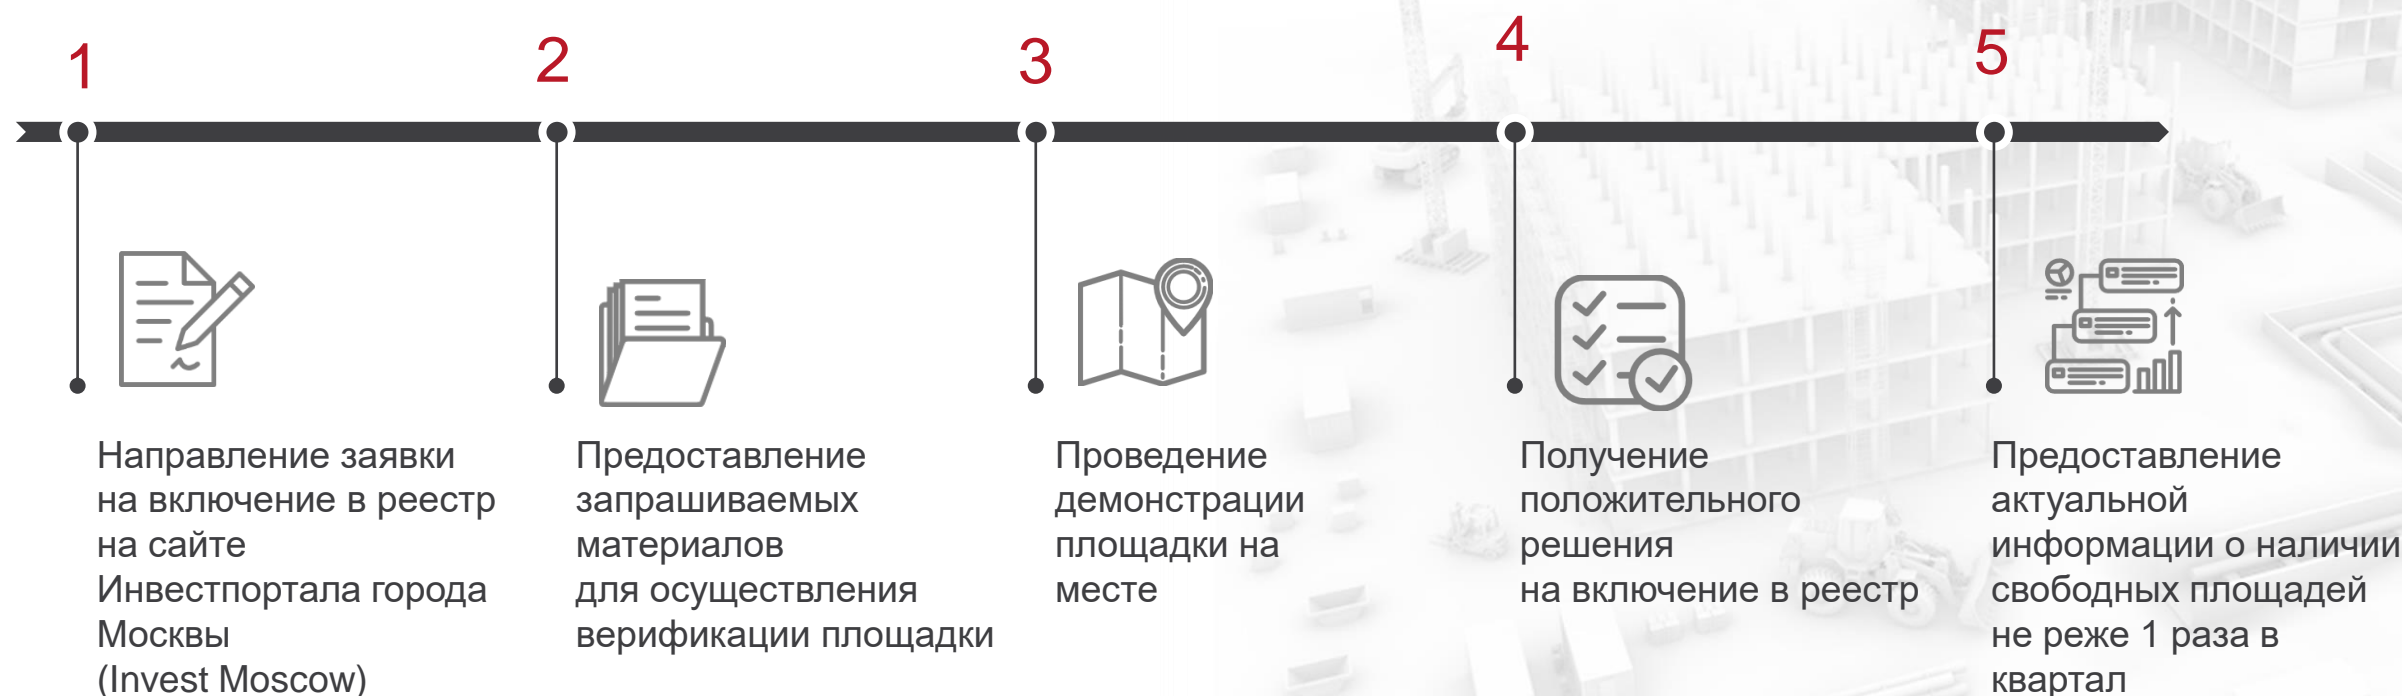 1
Направление заявки
на включение в реестр
на сайте
Инвестпортала города
Москвы
(Invest Moscow)
2
Предоставление
запрашиваемых
материалов
для осуществления
верификации площадки
3
Проведение
демонстрации
площадки на
месте
4
Получение
положительного
решения
на включение в реестр
5
Предоставление
актуальной
информации о наличии
свободных площадей
не реже 1 раза в
квартал